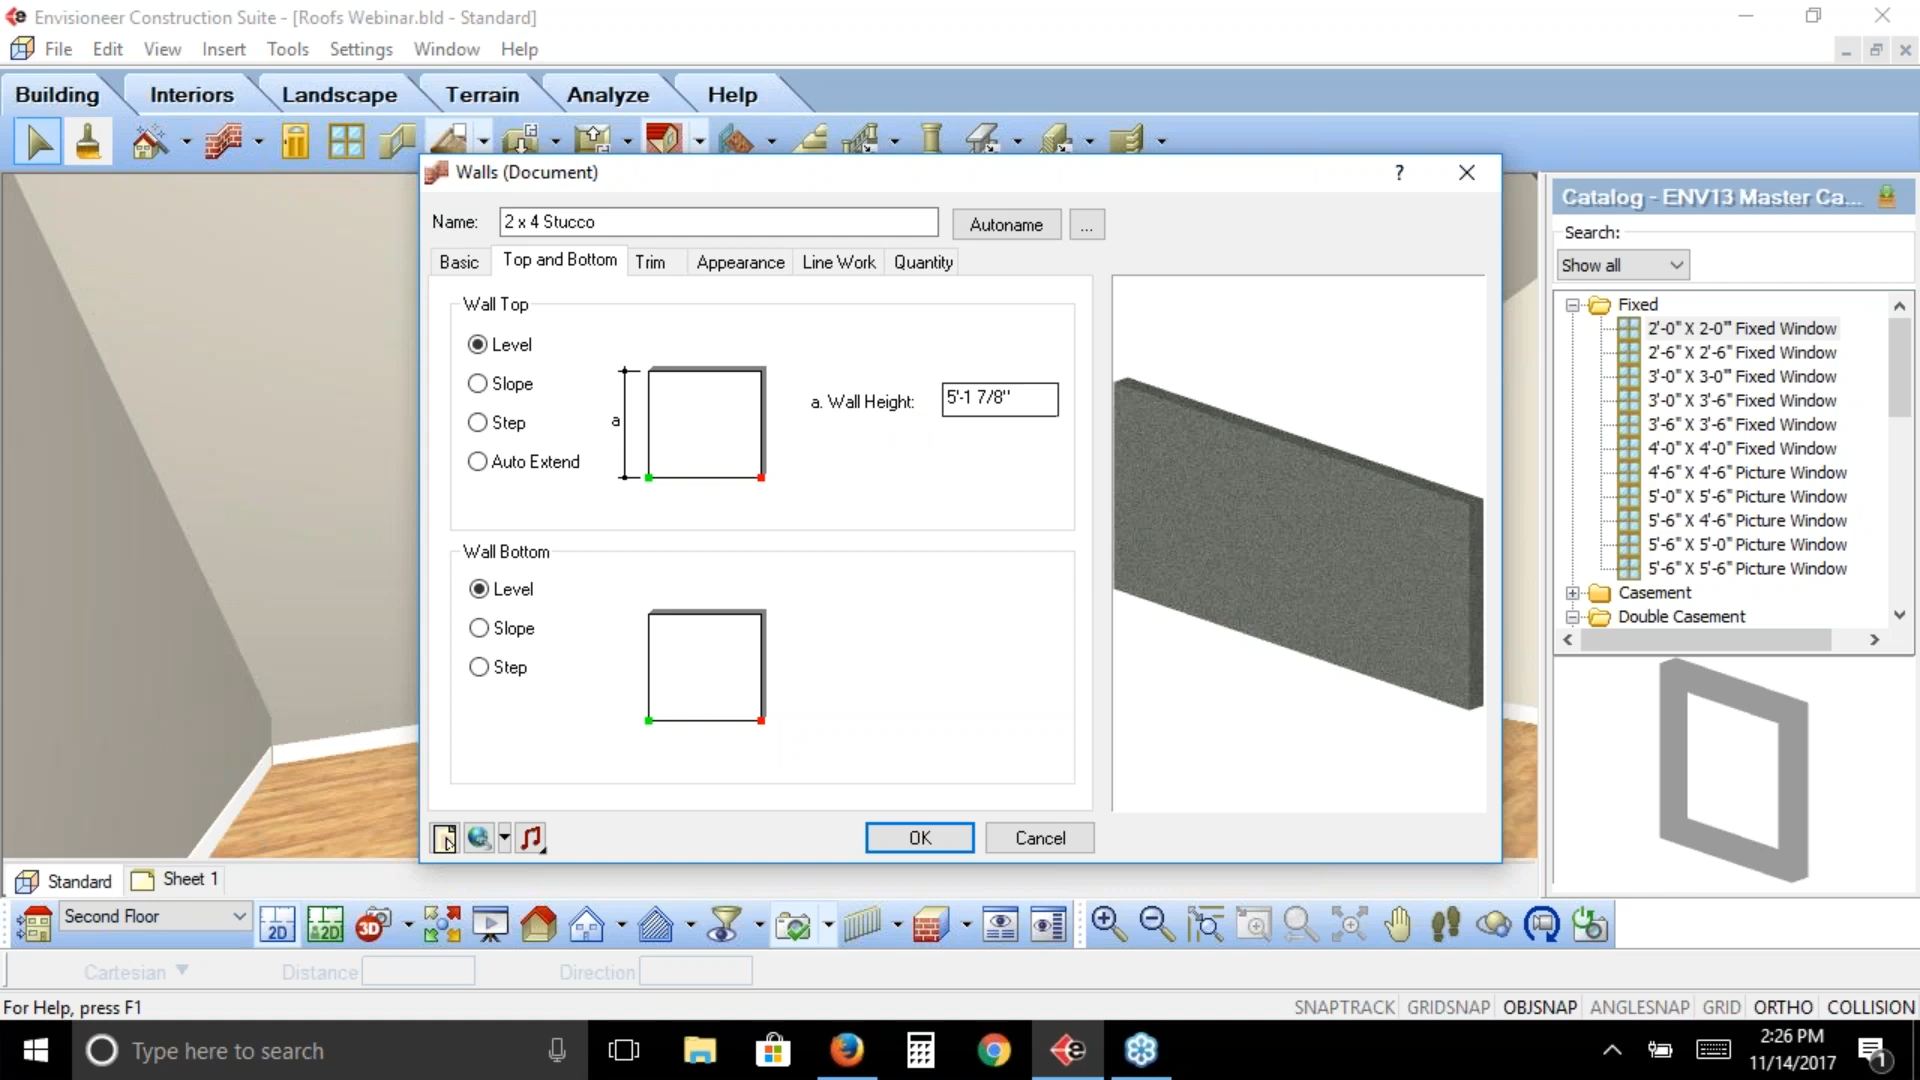 Envisioneer Construction Suite - [Roofs Webinar.bld - Standard]
File Edit View Insert Tools Settings Window Help
Building Interiors Landscape Terrain Analyze Help
Walls (Document)
?
Name: 2 x 4 Stucco Autoname ...
Basic Top and Bottom Trim Appearance Line Work Quantity
Wall Top
Level
Slope
Step
Auto Extend
a
a. Wall Height: 5'-1 7/8"
Wall Bottom
Level
Slope
Step
OK Cancel
Catalog - ENV13 Master Ca...
Search:
Show all
Fixed
2'-0" X 2-0'" Fixed Window
2'-6" X 2'-6" Fixed Window
3'-0" X 3-0'" Fixed Window
3'-0" X 3'-6" Fixed Window
3'-6" X 3'-6" Fixed Window
4'-0" X 4'-0" Fixed Window
4'-6" X 4'-6" Picture Window
5'-0" X 5'-6" Picture Window
5'-6" X 4'-6" Picture Window
5'-6" X 5'-0" Picture Window
5'-6" X 5'-6" Picture Window
Casement
Double Casement
Standard Sheet 1
Second Floor 2D 2D 3D
Cartesian Distance Direction
For Help, press F1
SNAPTRACK GRIDSNAP OBJSNAP ANGLESNAP GRID ORTHO COLLISION
Type here to search
2:26 PM
11/14/2017
1